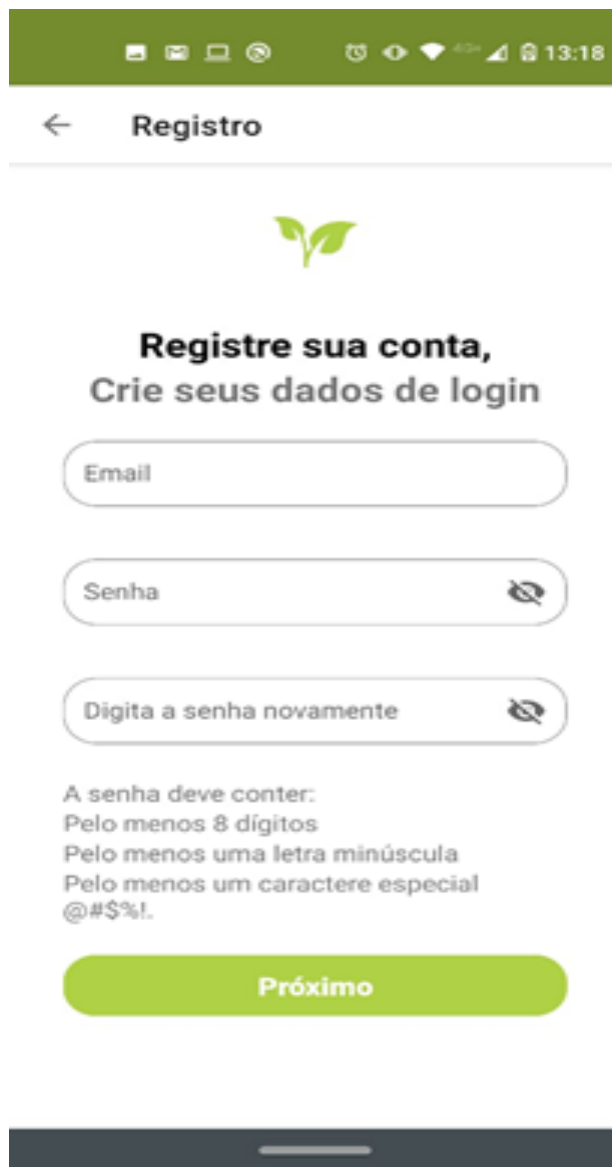 13:18
Registro
Registre sua conta,
Crie seus dados de login
Email
Senha
Digita a senha novamente
A senha deve conter:
Pelo menos 8 dígitos
Pelo menos uma letra minúscula
Pelo menos um caractere especial
@#$%!.
Próximo